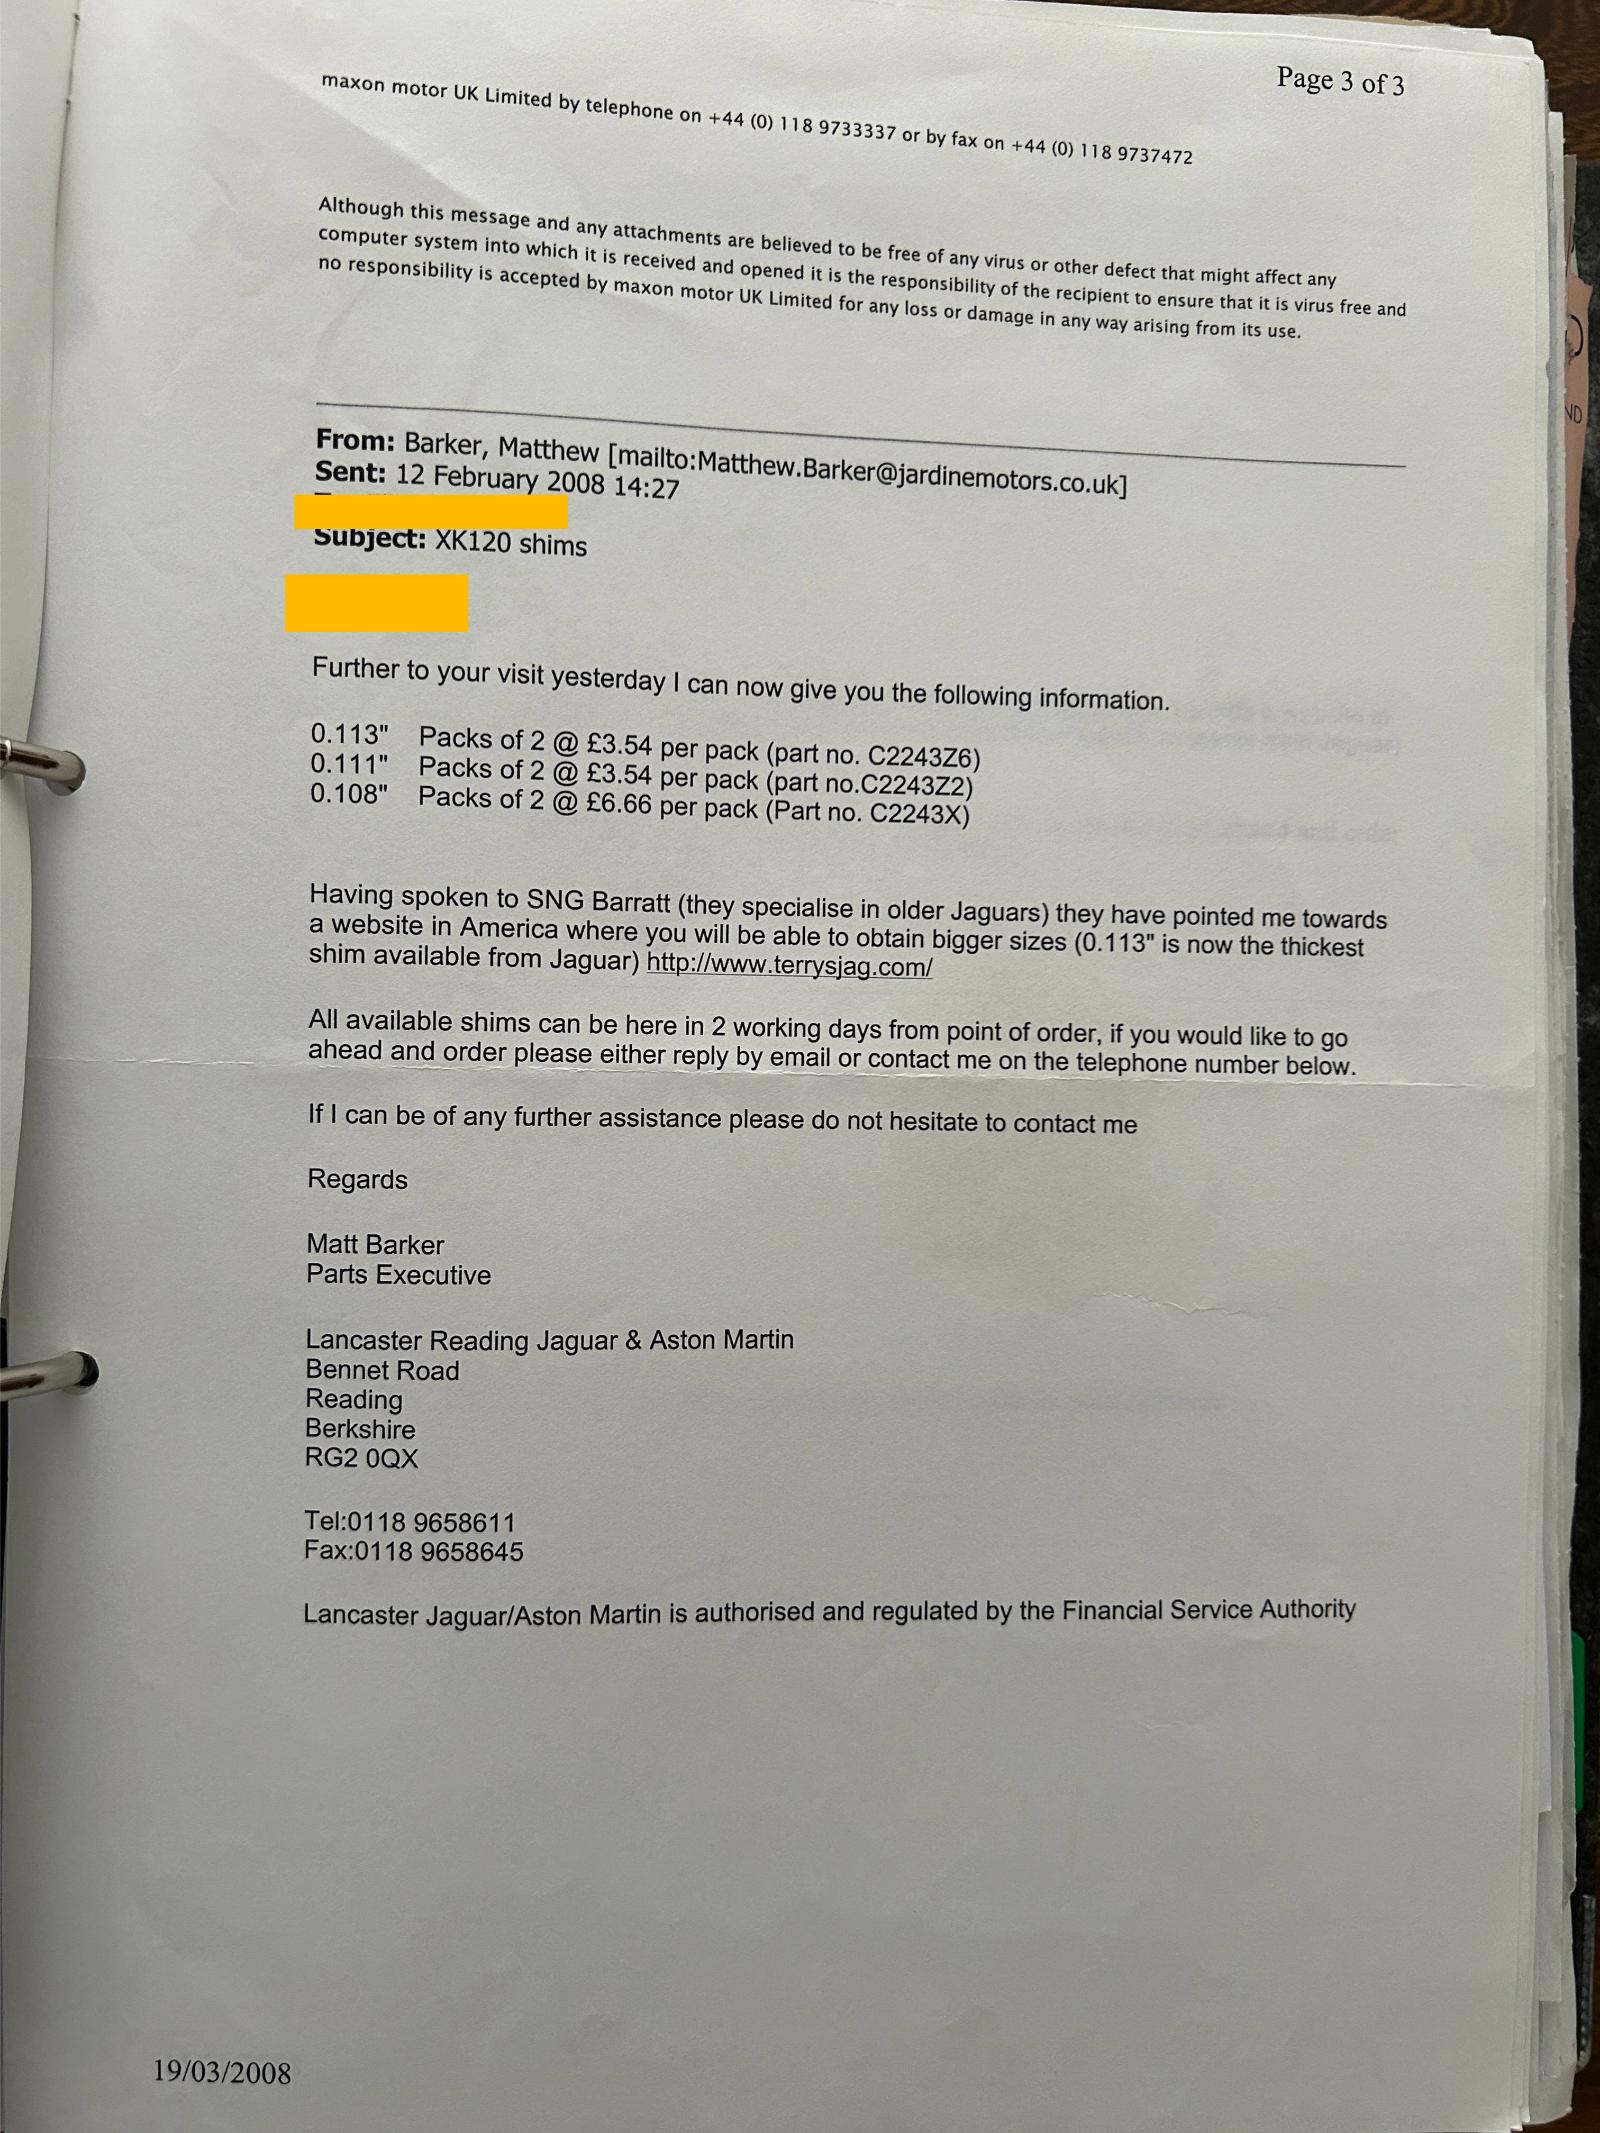 Page 3 of 3
maxon motor UK Limited by telephone on +44 (0) 118 9733337 or by fax on +44 (0) 118 9737472
Although this message and any attachments are believed to be free of any virus or other defect that might affect any
computer system into which it is received and opened it is the responsibility of the recipient to ensure that it is virus free and
no responsibility is accepted by maxon motor UK Limited for any loss or damage in any way arising from its use.
From: Barker, Matthew [mailto:Matthew.Barker@jardinemotors.co.uk]
Sent: 12 February 2008 14:27
Subject: XK120 shims
Further to your visit yesterday I can now give you the following information.
0.113" Packs of 2 @ £3.54 per pack (part no. C2243Z6)
0.111" Packs of 2 @ £3.54 per pack (part no.C2243Z2)
0.108" Packs of 2 @ £6.66 per pack (Part no. C2243X)
Having spoken to SNG Barratt (they specialise in older Jaguars) they have pointed me towards
a website in America where you will be able to obtain bigger sizes (0.113" is now the thickest
shim available from Jaguar) http://www.terrysjag.com/
All available shims can be here in 2 working days from point of order, if you would like to go
ahead and order please either reply by email or contact me on the telephone number below.
If I can be of any further assistance please do not hesitate to contact me
Regards
Matt Barker
Parts Executive
Lancaster Reading Jaguar & Aston Martin
Bennet Road
Reading
Berkshire
RG2 0QX
Tel:0118 9658611
Fax:0118 9658645
Lancaster Jaguar/Aston Martin is authorised and regulated by the Financial Service Authority
19/03/2008